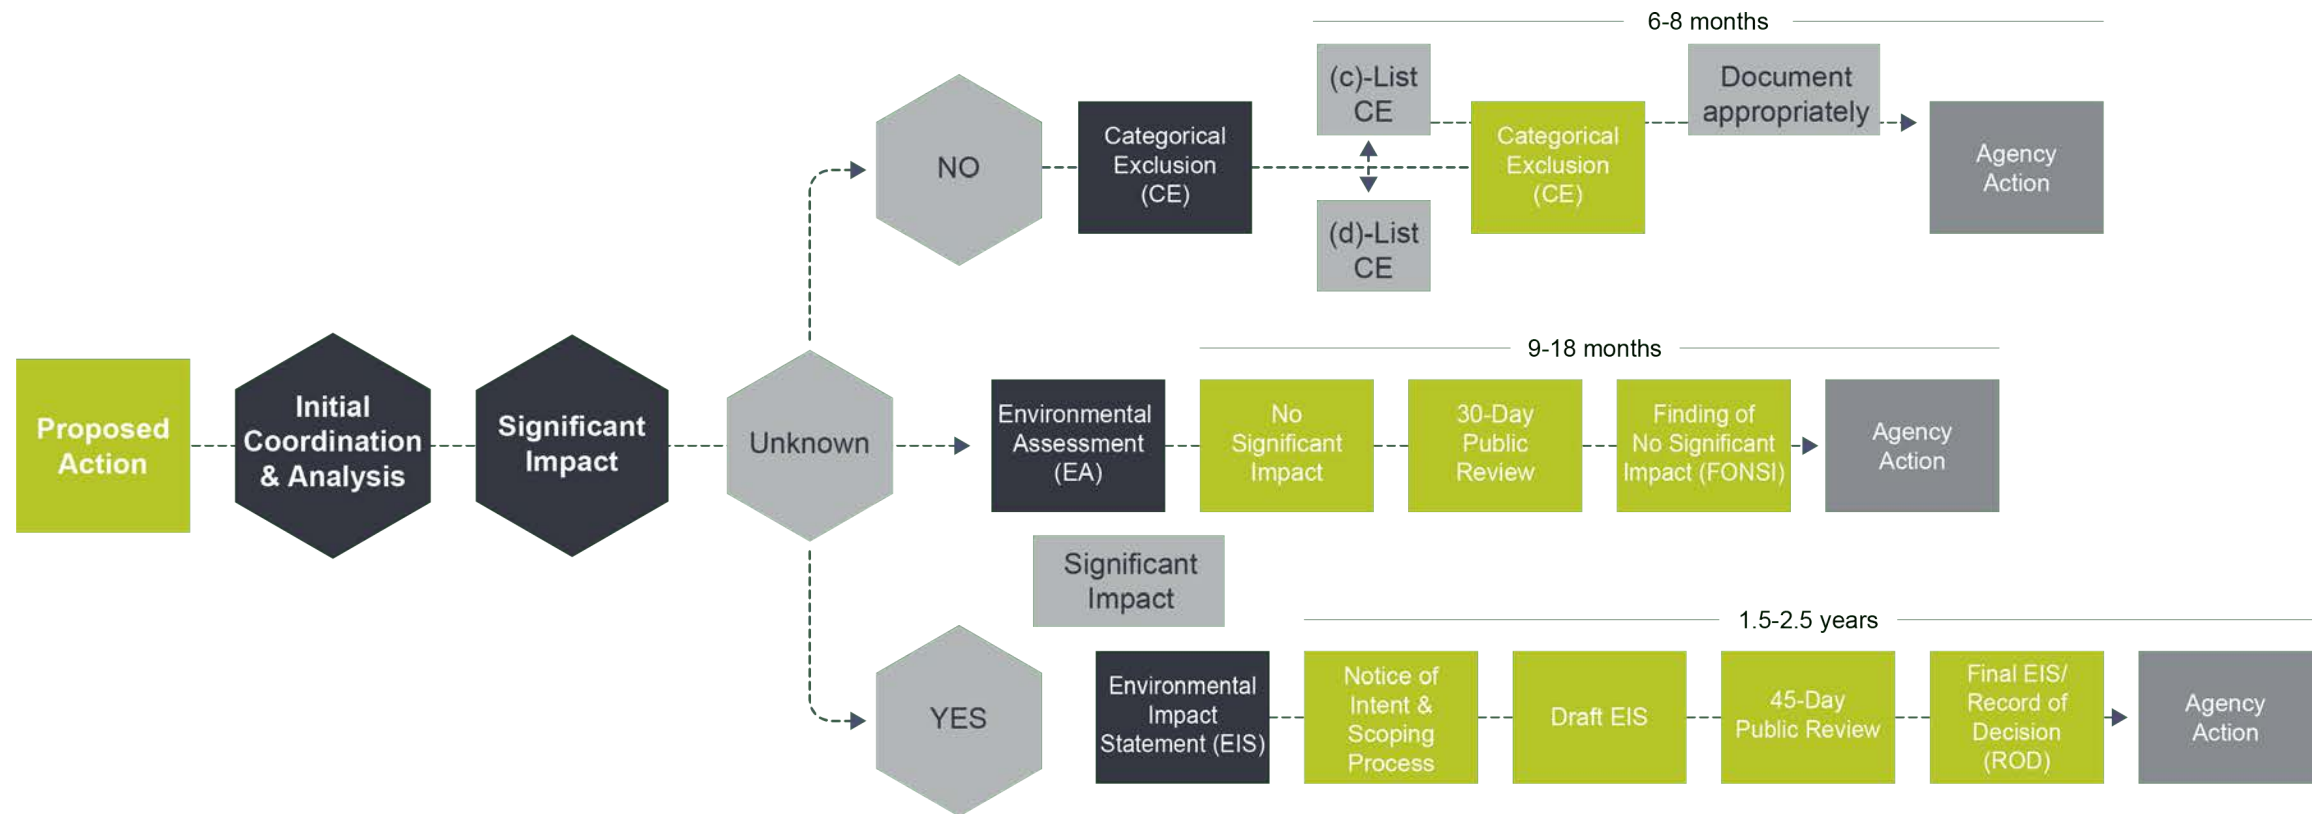 6-8 months
(c)-List
CE
Document
appropriately
NO
Categorical
Exclusion
(CE)
Categorical
Exclusion
(CE)
Agency
Action
(d)-List
CE
9-18 months
Proposed
Action
Initial
Coordination
& Analysis
Significant
Impact
Unknown
Environmental
Assessment
(EA)
No
Significant
Impact
30-Day
Public
Review
Finding of
No Significant
Impact (FONSI)
Agency
Action
Significant
Impact
1.5-2.5 years
YES
Environmental
Impact
Statement (EIS)
Notice of
Intent &
Scoping
Process
Draft EIS
45-Day
Public Review
Final EIS/
Record of
Decision
(ROD)
Agency
Action